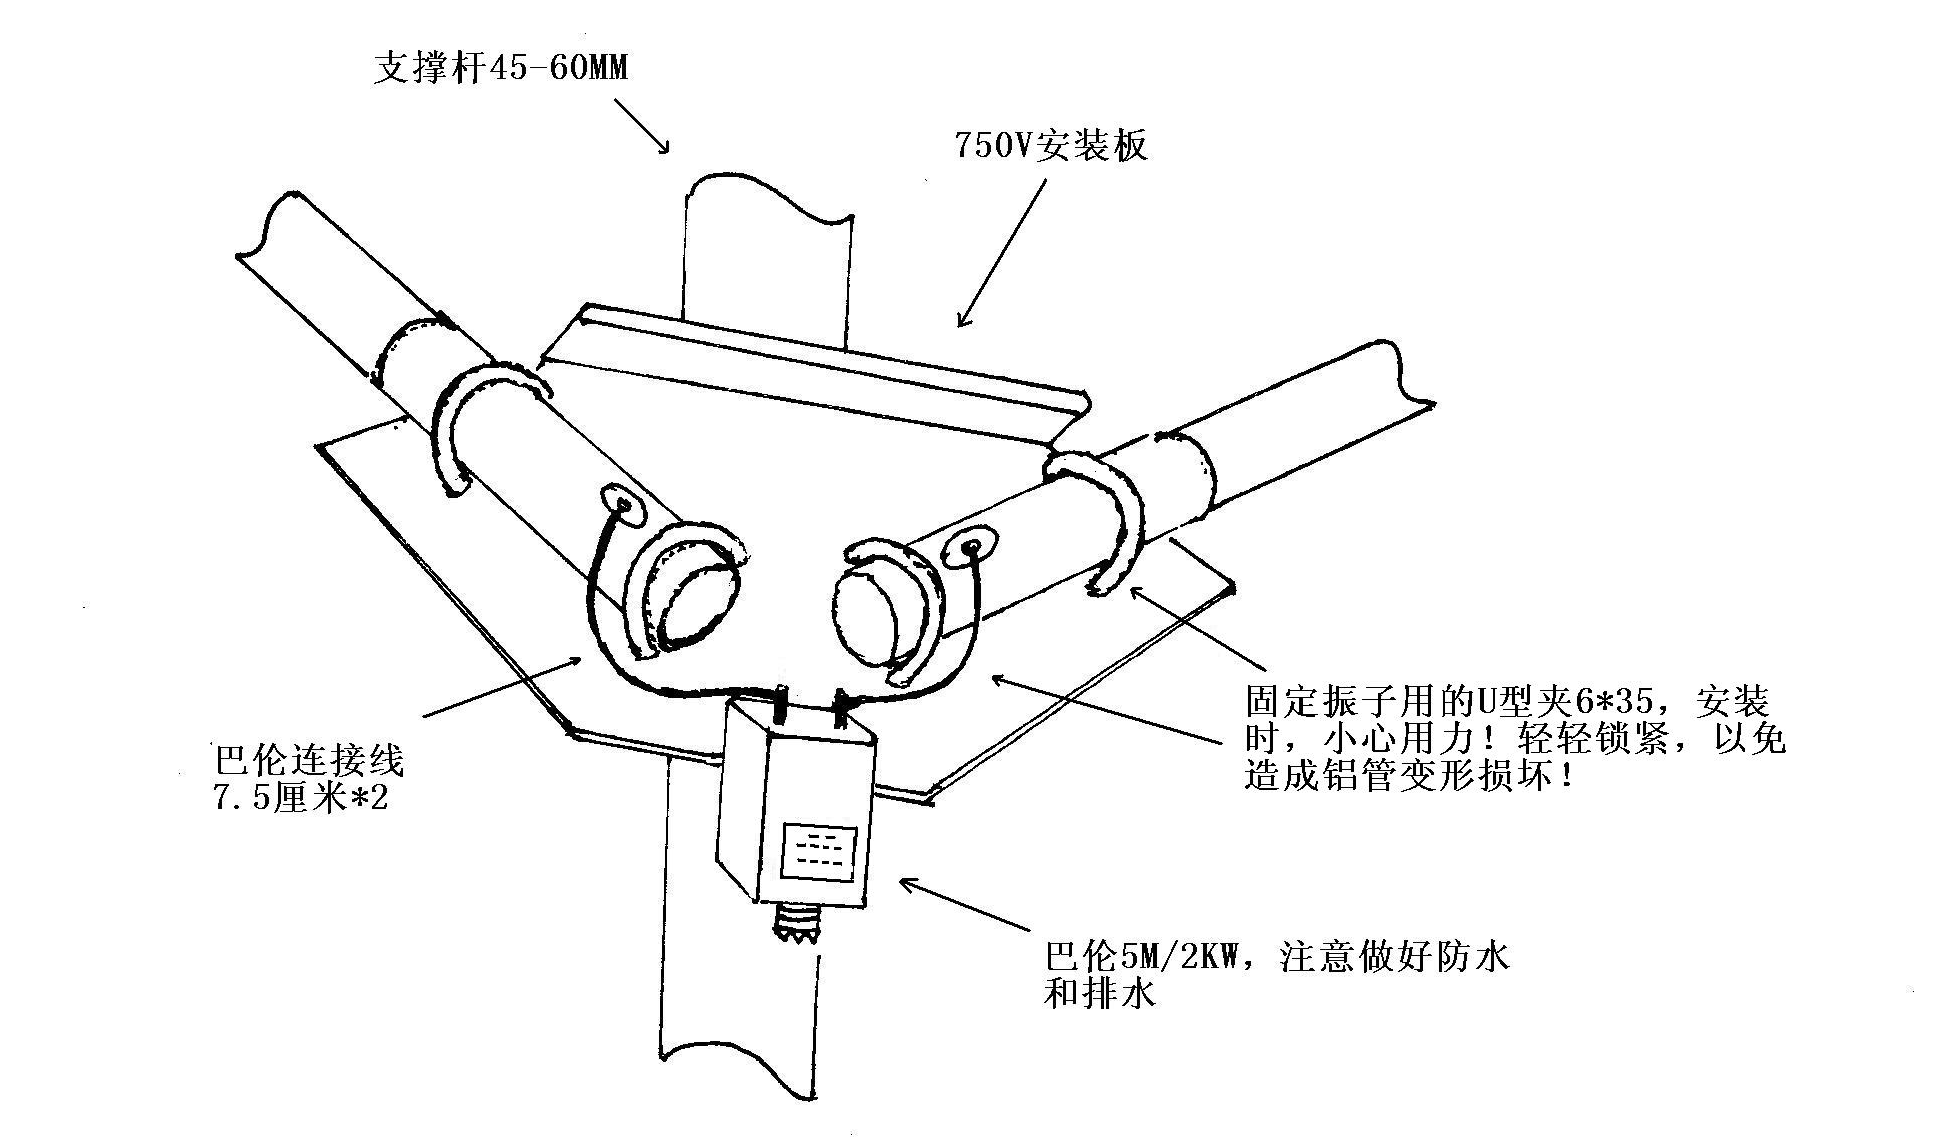 支撑杆45-60MM
750V安装板
固定振子用的U型夹6*35，安装
时，小心用力！轻轻锁紧，以免
造成铝管变形损坏！
巴伦连接线
7.5厘米*2
巴伦5M/2KW，注意做好防水
和排水